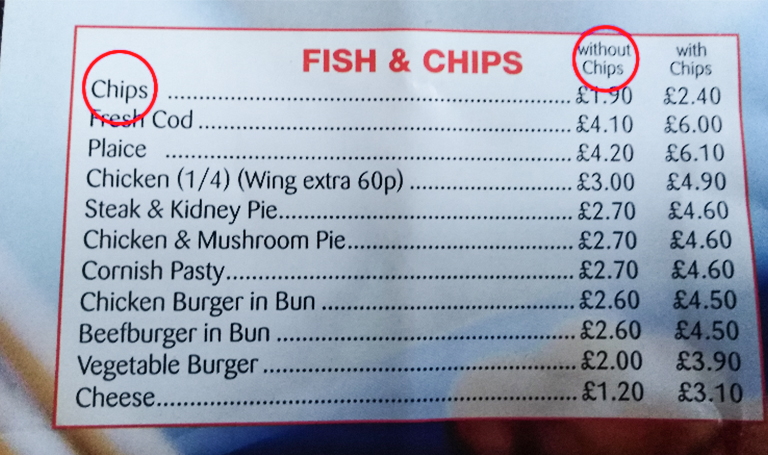 FISH & CHIPS
without Chips with Chips
Chips ........ £1.90 £2.40
Fresh Cod ........ £4.10 £6.00
Plaice ........ £4.20 £6.10
Chicken (1/4) (Wing extra 60p) ........ £3.00 £4.90
Steak & Kidney Pie........ £2.70 £4.60
Chicken & Mushroom Pie........ £2.70 £4.60
Cornish Pasty........ £2.70 £4.60
Chicken Burger in Bun ........ £2.60 £4.50
Beefburger in Bun ........ £2.60 £4.50
Vegetable Burger ........ £2.00 £3.90
Cheese........ £1.20 £3.10